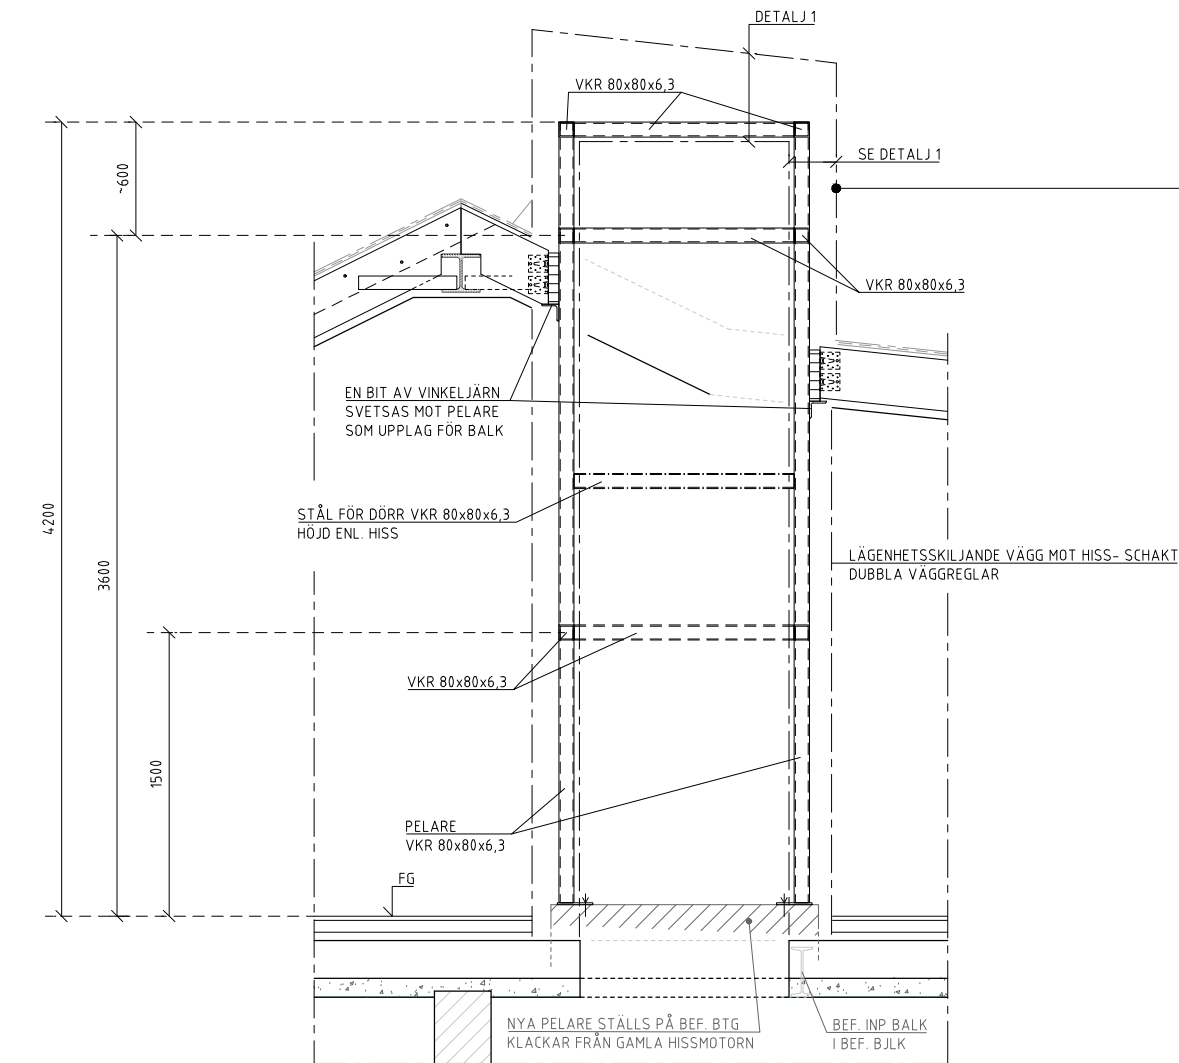 DETALJ 1
VKR 80x80x6,3
SE DETALJ 1
~600
VKR 80x80x6,3
EN BIT AV VINKELJÄRN
SVETSAS MOT PELARE
SOM UPPLAG FÖR BALK
4200
3600
STÅL FÖR DÖRR VKR 80x80x6,3
HÖJD ENL. HISS
LÄGENHETSSKILJANDE VÄGG MOT HISS- SCHAKT
DUBBLA VÄGGREGLAR
VKR 80x80x6,3
1500
PELARE
VKR 80x80x6,3
FG
NYA PELARE STÄLLS PÅ BEF. BTG
KLACKAR FRÅN GAMLA HISSMOTORN
BEF. INP BALK
I BEF. BJLK